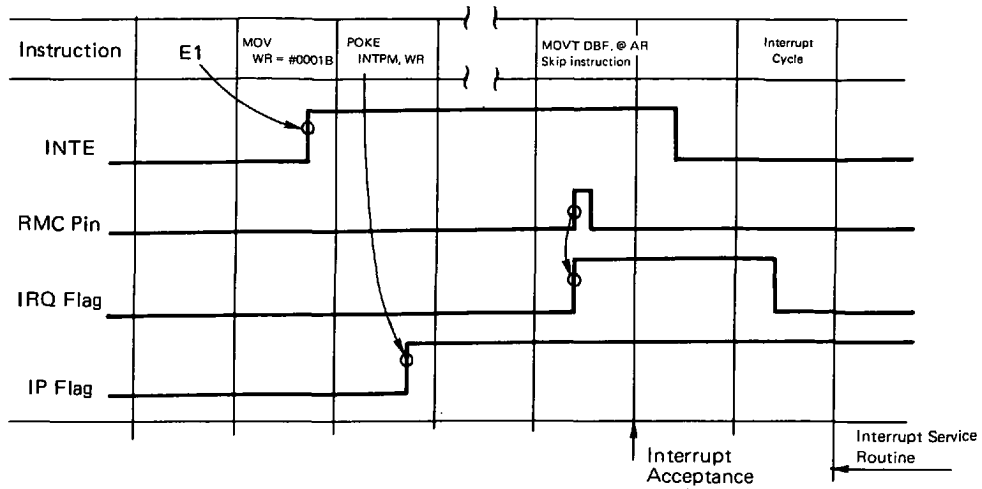 Instruction
E1
MOV
WR = #0001B
POKE
INTPM, WR
MOVT DBF, @ AR
Skip instruction
Interrupt
Cycle
INTE
RMC Pin
IRQ Flag
IP Flag
Interrupt
Acceptance
Interrupt Service
Routine